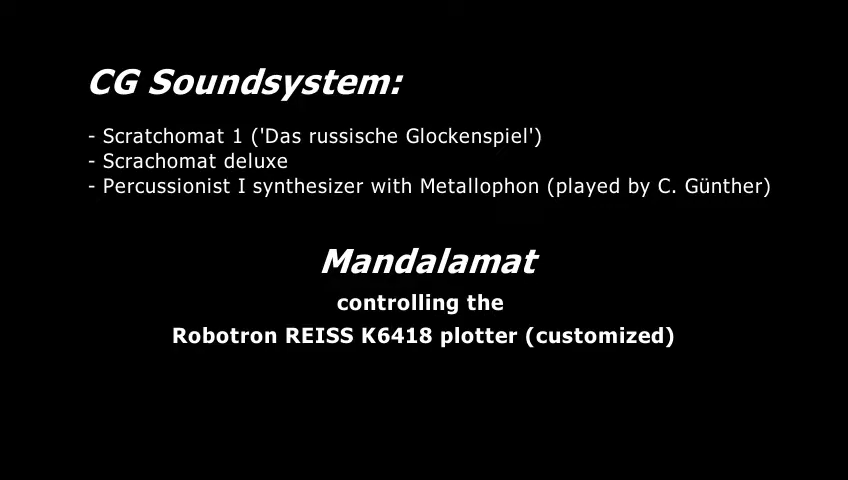 CG Soundsystem:
- Scratchomat 1 ('Das russische Glockenspiel')
- Scrachomat deluxe
- Percussionist I synthesizer with Metallophon (played by C. Günther)
Mandalamat
controlling the
Robotron REISS K6418 plotter (customized)